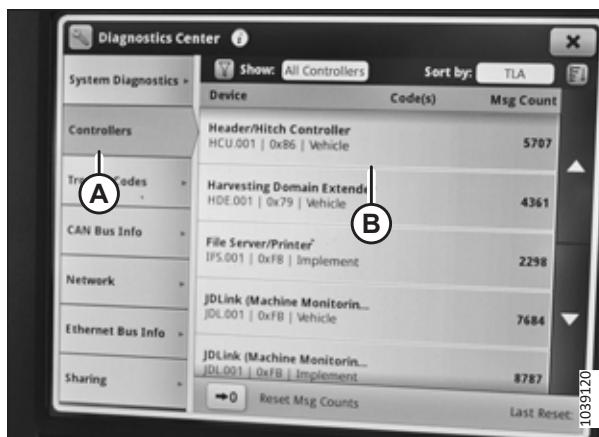 Diagnostics Center
System Diagnostics
Show: All Controllers Sort by: TLA
Device Code(s) Msg Count
Controllers
Header/Hitch Controller
HCU.001 | 0x86 | Vehicle 5707
A
Codes
Harvesting Domain Extende
HDE.001 | 0x79 | Vehicle 4361
B
CAN Bus Info
File Server/Printer
IFS.001 | 0xF8 | Implement 2298
Network
JDLink (Machine Monitorin...
JDL.001 | 0xFB | Vehicle 7684
Ethernet Bus Info
JDLink (Machine Monitorin...
JDL.001 | 0xFB | Implement 8787
Sharing
→0 Reset Msg Counts Last Reset:
1039120